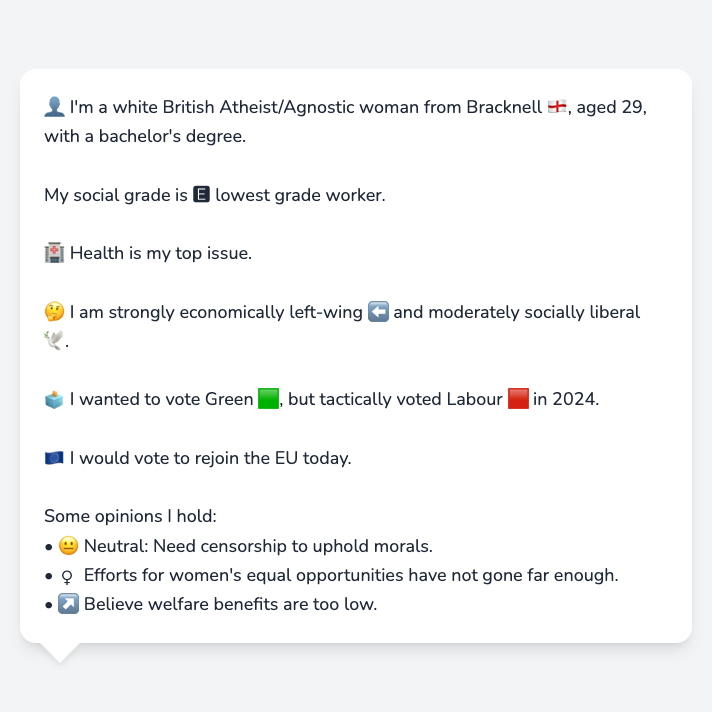 👤 I'm a white British Atheist/Agnostic woman from Bracknell 🏴󠁧󠁢󠁥󠁮󠁧󠁿, aged 29,
with a bachelor's degree.
My social grade is 🅴 lowest grade worker.
🏥 Health is my top issue.
🤔 I am strongly economically left-wing ⬅️ and moderately socially liberal
🕊️.
🗳️ I wanted to vote Green 🟩, but tactically voted Labour 🟥 in 2024.
🇪🇺 I would vote to rejoin the EU today.
Some opinions I hold:
• 😐 Neutral: Need censorship to uphold morals.
• ♀ Efforts for women's equal opportunities have not gone far enough.
• ↗️ Believe welfare benefits are too low.